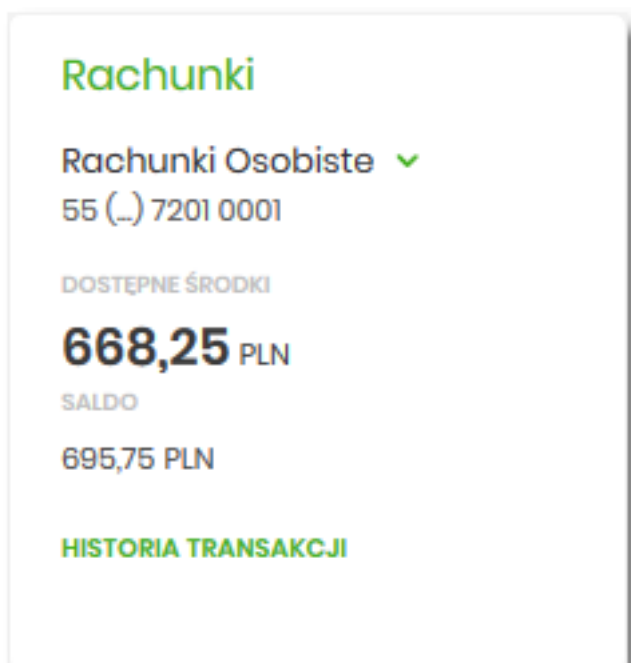 Rachunki
Rachunki Osobiste
55 (...) 7201 0001
DOSTĘPNE ŚRODKI
668,25 PLN
SALDO
695,75 PLN
HISTORIA TRANSAKCJI